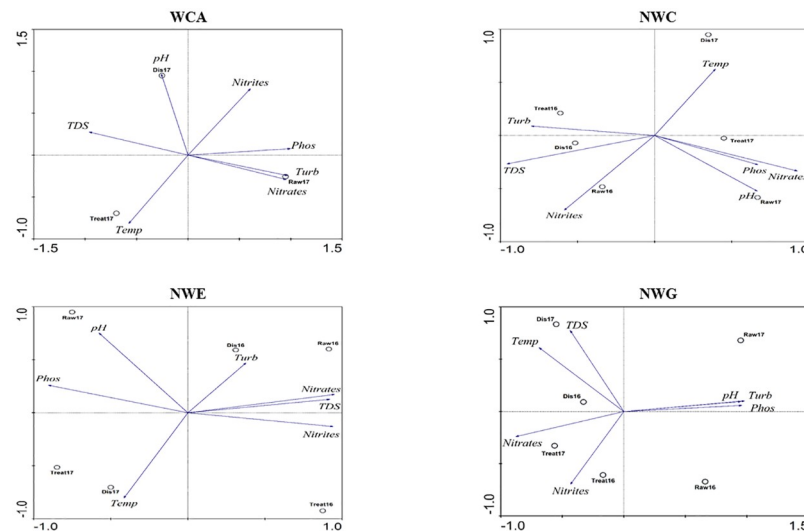 WCA
1.5
pH
Dis17
Nitrites
TDS
Phos
Turb
Raw17
Nitrates
Treat17
Temp
-1.0
-1.5
1.5
NWC
1.0
Dis17
Temp
Treat16
Turb
Dis16
Treat17
TDS
Phos
Nitrates
Raw16
pH
Raw17
Nitrites
-1.0
-1.0
1.0
NWE
1.0
Raw17
pH
Dis16
Raw16
Turb
Phos
Nitrates
TDS
Nitrites
Treat17
Dis17
Temp
Treat16
-1.0
-1.0
1.0
NWG
1.0
Dis17
TDS
Raw17
Temp
Dis16
pH Turb
Phos
Nitrates
Treat17
Treat16
Nitrites
Raw16
-1.0
-1.0
1.5